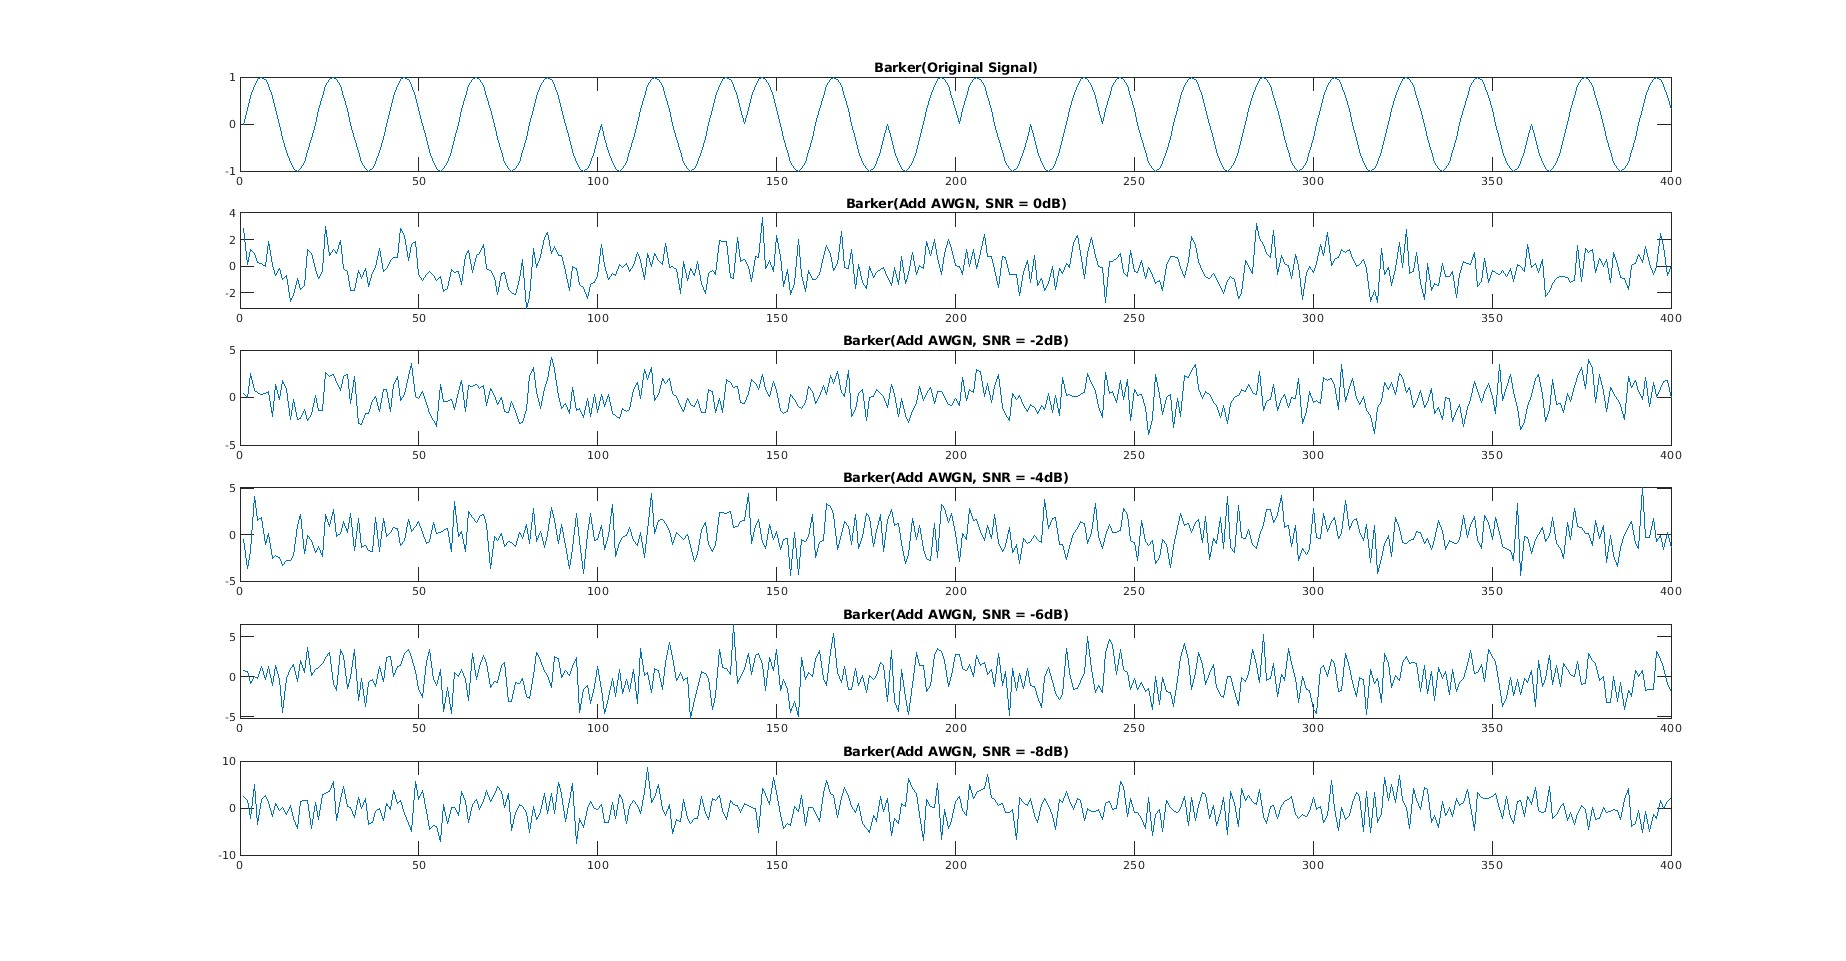 Barker(Original Signal)
1
0
-1
0 50 100 150 200 250 300 350 400
Barker(Add AWGN, SNR = 0dB)
4
2
0
-2
0 50 100 150 200 250 300 350 400
Barker(Add AWGN, SNR = -2dB)
5
0
-5
0 50 100 150 200 250 300 350 400
Barker(Add AWGN, SNR = -4dB)
5
0
-5
0 50 100 150 200 250 300 350 400
Barker(Add AWGN, SNR = -6dB)
5
0
-5
0 50 100 150 200 250 300 350 400
Barker(Add AWGN, SNR = -8dB)
10
0
-10
0 50 100 150 200 250 300 350 400